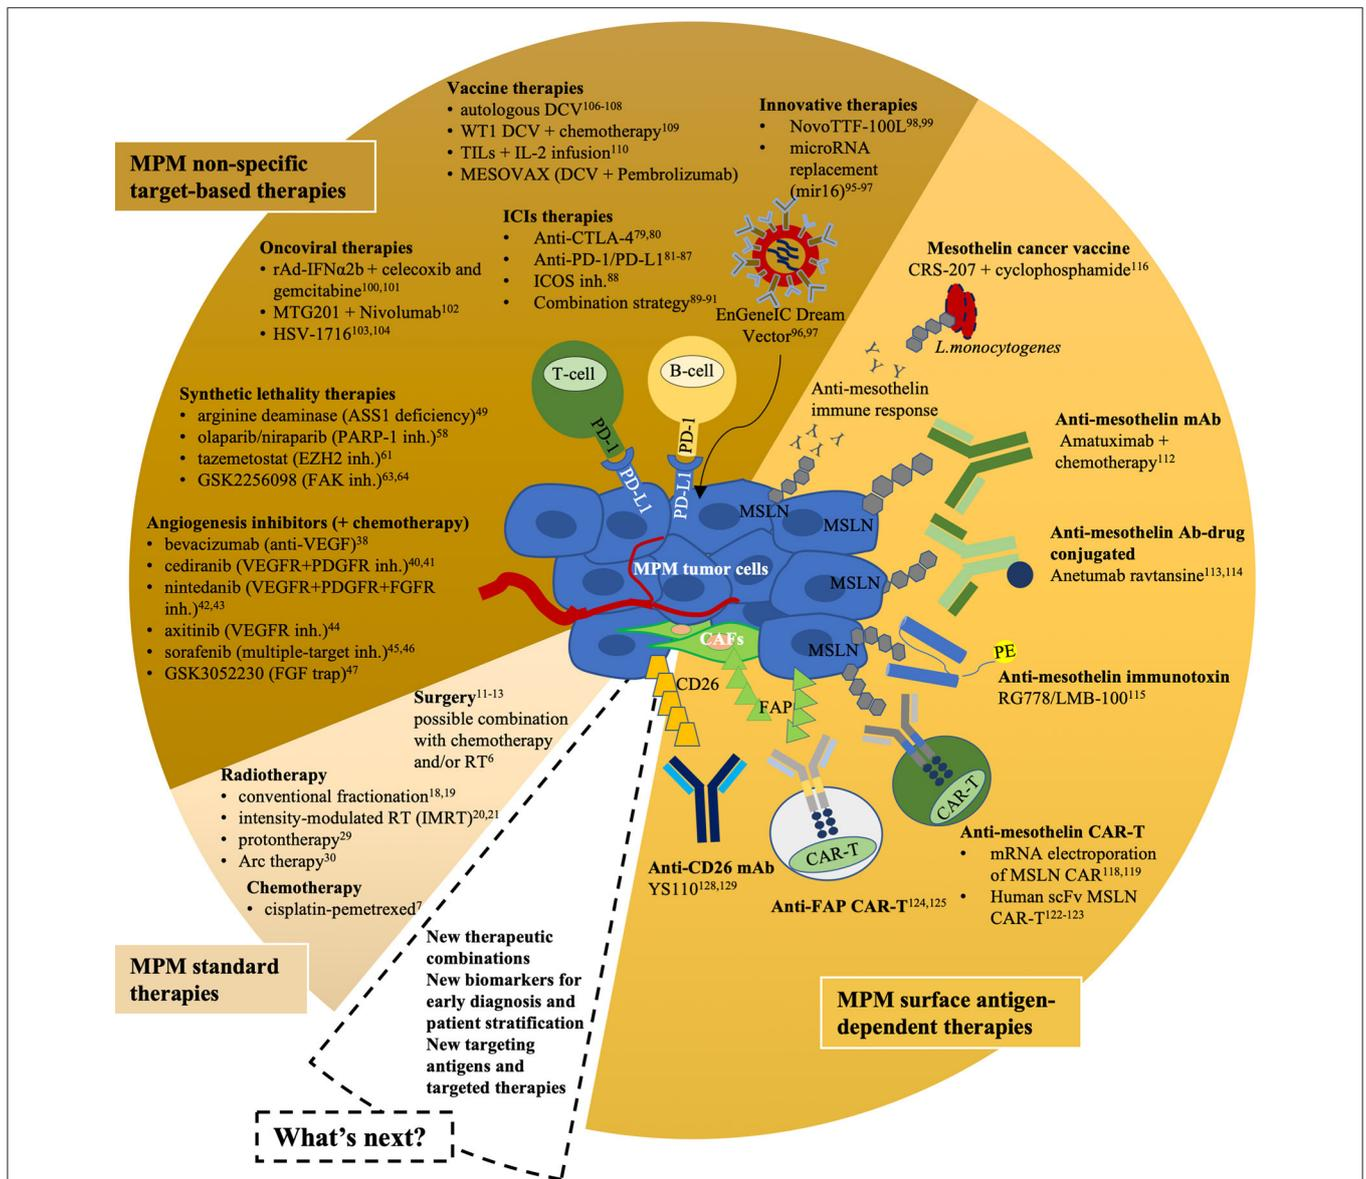 MPM non-specific
target-based therapies
Vaccine therapies
• autologous DCV106-108
• WT1 DCV + chemotherapy109
• TILs + IL-2 infusion110
• MESOVAX (DCV + Pembrolizumab)
Innovative therapies
• NovoTTF-100L98,99
• microRNA
replacement
(mir16)95-97
ICIs therapies
• Anti-CTLA-479,80
• Anti-PD-1/PD-L181-87
• ICOS inh.88
• Combination strategy89-91
EnGeneIC Dream
Vector96,97
Oncoviral therapies
• rAd-IFNα2b + celecoxib and
gemcitabine100,101
• MTG201 + Nivolumab102
• HSV-1716103,104
Synthetic lethality therapies
• arginine deaminase (ASS1 deficiency)49
• olaparib/niraparib (PARP-1 inh.)58
• tazemetostat (EZH2 inh.)61
• GSK2256098 (FAK inh.)63,64
Angiogenesis inhibitors (+ chemotherapy)
• bevacizumab (anti-VEGF)38
• cediranib (VEGFR+PDGFR inh.)40,41
• nintedanib (VEGFR+PDGFR+FGFR
inh.)42,43
• axitinib (VEGFR inh.)44
• sorafenib (multiple-target inh.)45,46
• GSK3052230 (FGF trap)47
T-cell
B-cell
PD-1
PD-1
PD-L1
PD-L1
MPM tumor cells
CAFs
MSLN
MSLN
MSLN
MSLN
CD26
FAP
Mesothelin cancer vaccine
CRS-207 + cyclophosphamide116
L.monocytogenes
Anti-mesothelin
immune response
Anti-mesothelin mAb
Amatuximab +
chemotherapy112
Anti-mesothelin Ab-drug
conjugated
Anetumab ravtansine113,114
PE
Anti-mesothelin immunotoxin
RG778/LMB-100115
CAR-T
Anti-mesothelin CAR-T
• mRNA electroporation
of MSLN CAR118,119
• Human scFv MSLN
CAR-T122-123
CAR-T
Anti-FAP CAR-T124,125
Anti-CD26 mAb
YS110128,129
MPM surface antigen-
dependent therapies
Surgery11-13
possible combination
with chemotherapy
and/or RT6
Radiotherapy
• conventional fractionation18,19
• intensity-modulated RT (IMRT)20,21
• protontherapy29
• Arc therapy30
Chemotherapy
• cisplatin-pemetrexed7
MPM standard
therapies
New therapeutic
combinations
New biomarkers for
early diagnosis and
patient stratification
New targeting
antigens and
targeted therapies
What's next?